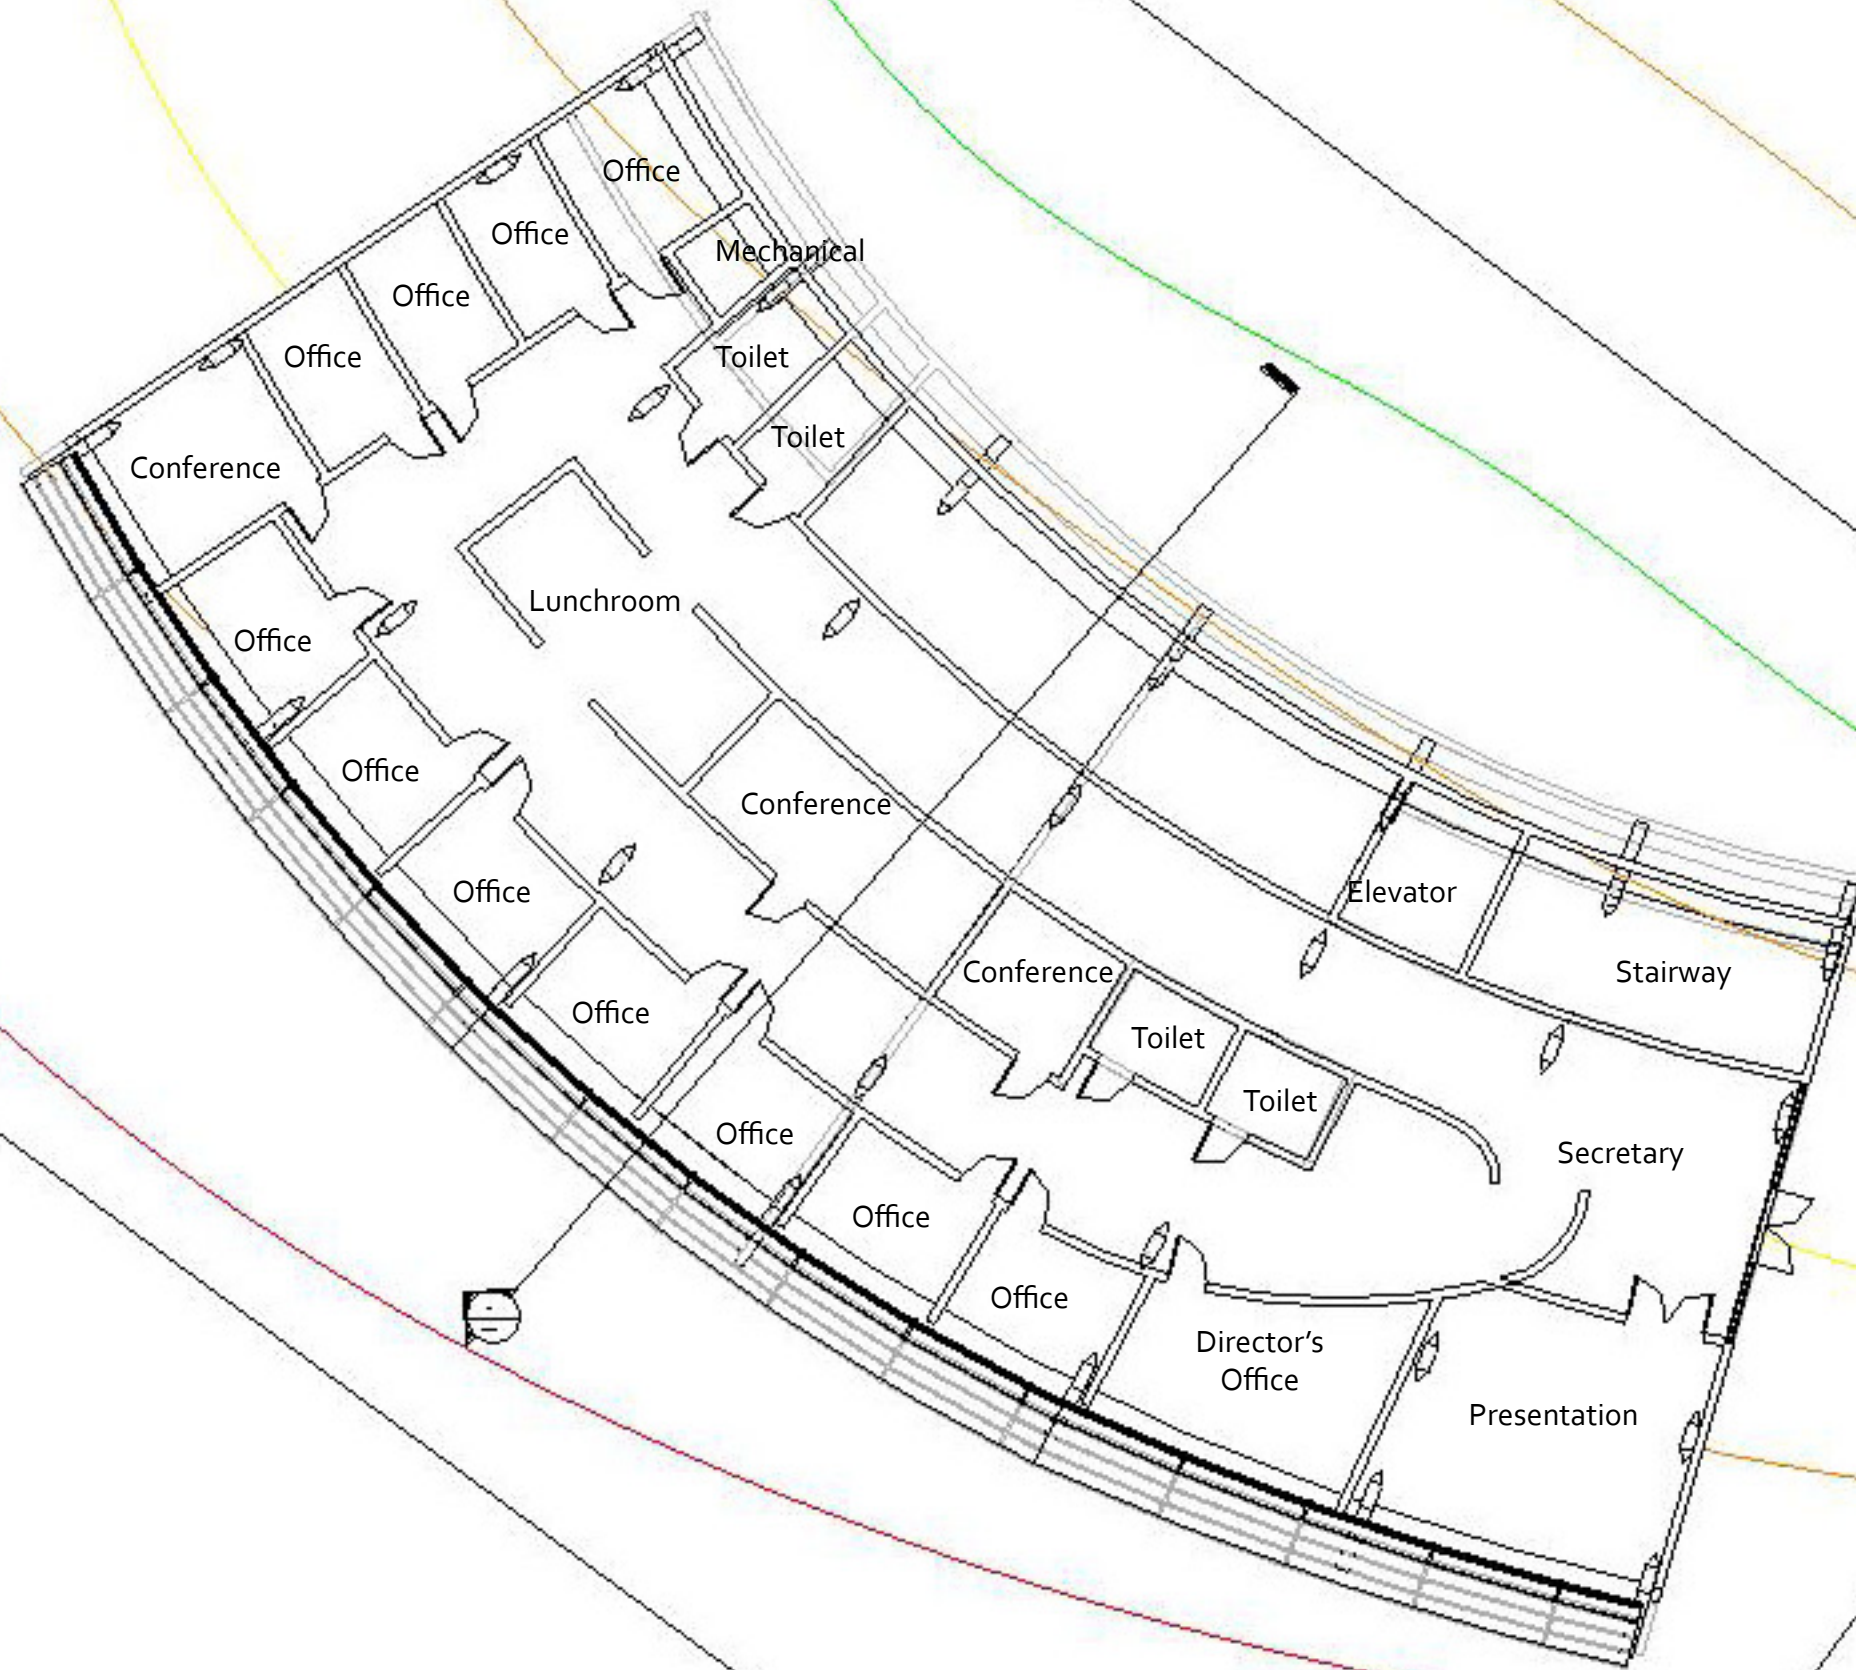 Office
Office
Mechanical
Office
Office
Toilet
Toilet
Conference
Lunchroom
Office
Office
Conference
Office
Elevator
Conference
Stairway
Office
Toilet
Toilet
Office
Secretary
Office
Office
Director's
Office
Presentation